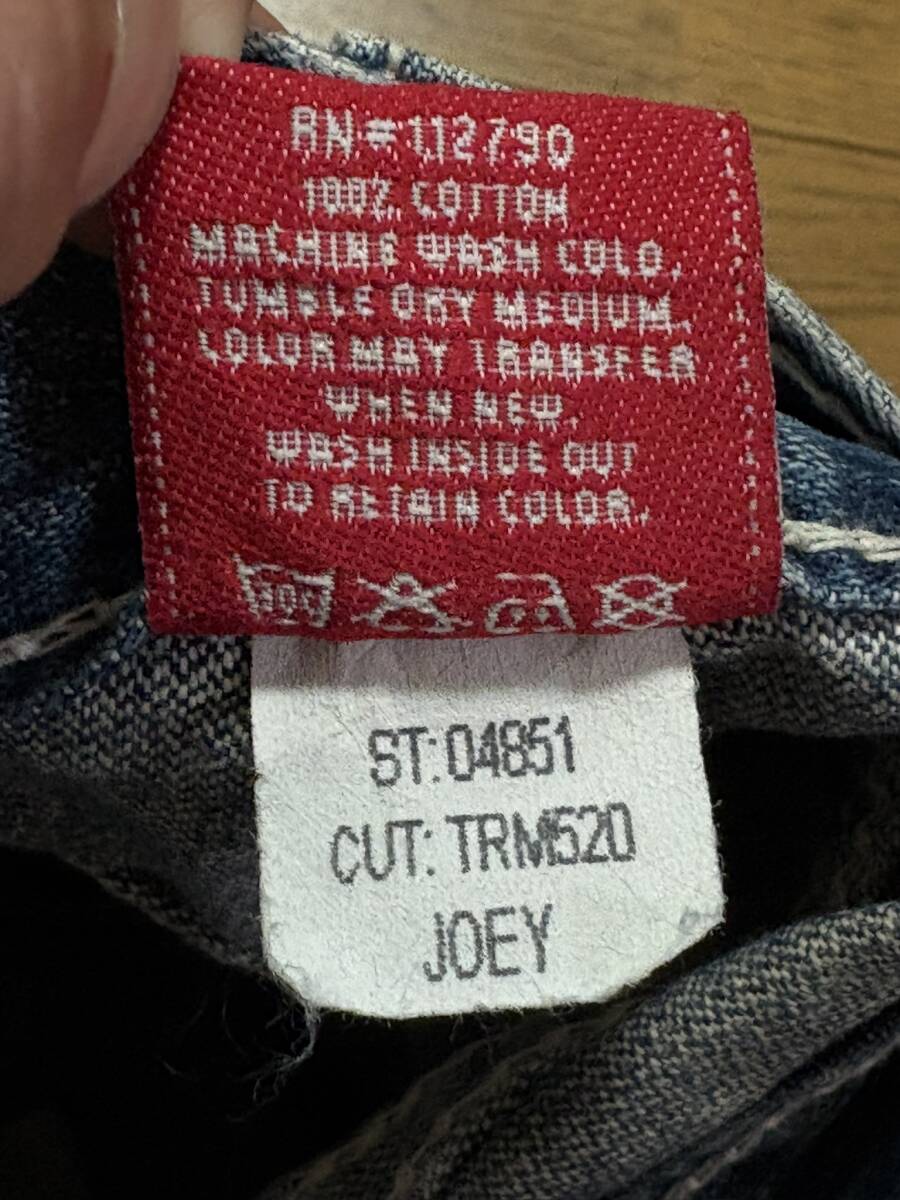 RN#112790
100% COTTON
MACHINE WASH COLD,
TUMBLE DRY MEDIUM.
COLOR MAY TRANSFER
WHEN NEW.
WASH INSIDE OUT
TO RETAIN COLOR.
ST:04851
CUT: TRM520
JOEY